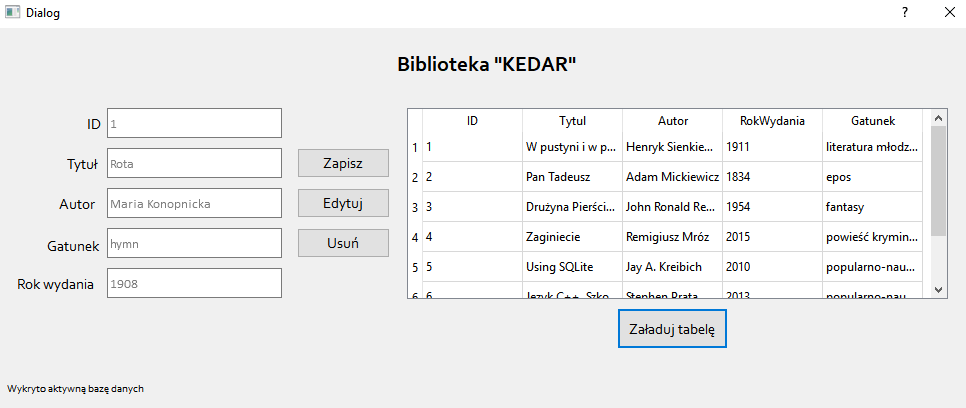 Dialog
?
Biblioteka "KEDAR"
ID 1
Tytuł Rota
Autor Maria Konopnicka
Gatunek hymn
Rok wydania 1908
Zapisz
Edytuj
Usuń
ID Tytul Autor RokWydania Gatunek
1 1 W pustyni i w p... Henryk Sienkie... 1911 literatura młodz...
2 2 Pan Tadeusz Adam Mickiewicz 1834 epos
3 3 Drużyna Pierści... John Ronald Re... 1954 fantasy
4 4 Zaginiecie Remigiusz Mróz 2015 powieść krymin...
5 5 Using SQLite Jay A. Kreibich 2010 popularno-nau...
6 6 Język C++. Szko... Stephen Prata 2013 popularno-nau...
Załaduj tabelę
Wykryto aktywną bazę danych